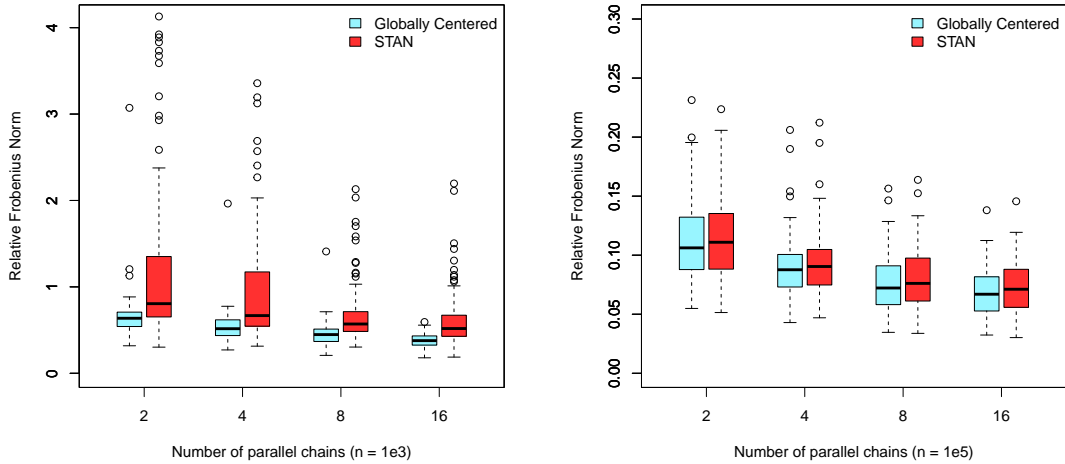 Globally Centered
STAN
Relative Frobenius Norm
4
3
2
1
0
2
4
8
16
Number of parallel chains (n = 1e3)
Globally Centered
STAN
Relative Frobenius Norm
0.30
0.25
0.20
0.15
0.10
0.05
0.00
2
4
8
16
Number of parallel chains (n = 1e5)